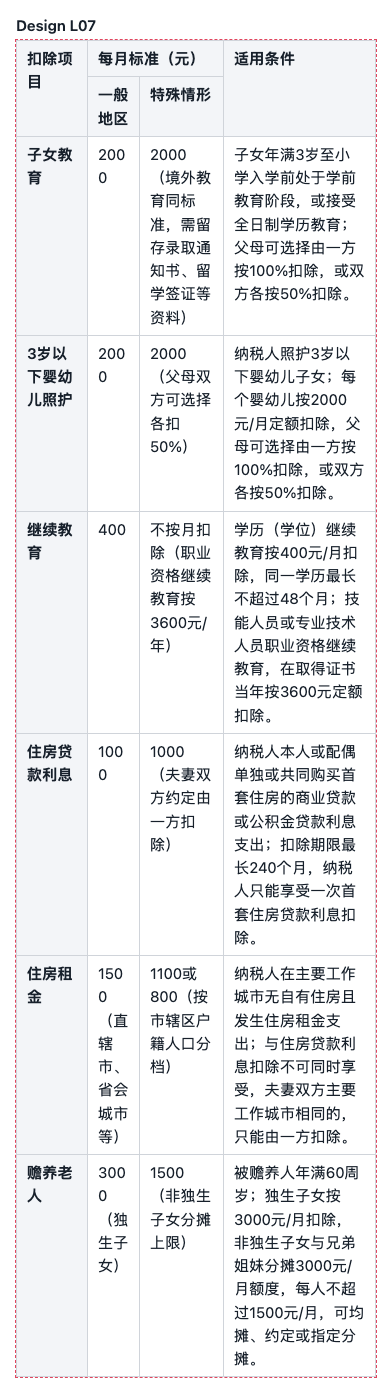 Design L07
扣除项
目
每月标准（元）
适用条件
一般
地区
特殊情形
子女教
育
200
0
2000
（境外教
育同标
准，需留
存录取通
知书、留
学签证等
资料）
子女年满3岁至小
学入学前处于学前
教育阶段，或接受
全日制学历教育；
父母可选择由一方
按100%扣除，或双
方各按50%扣除。
3岁以
下婴幼
儿照护
200
0
2000
（父母双
方可选择
各扣
50%）
纳税人照护3岁以
下婴幼儿子女；每
个婴幼儿按2000
元/月定额扣除，父
母可选择由一方按
100%扣除，或双方
各按50%扣除。
继续教
育
400
不按月扣
除（职业
资格继续
教育按
3600元/
年）
学历（学位）继续
教育按400元/月扣
除，同一学历最长
不超过48个月；技
能人员或专业技术
人员职业资格继续
教育，在取得证书
当年按3600元定额
扣除。
住房贷
款利息
100
0
1000
（夫妻双
方约定由
一方扣
除）
纳税人本人或配偶
单独或共同购买首
套住房的商业贷款
或公积金贷款利息
支出；扣除期限最
长240个月，纳税
人只能享受一次首
套住房贷款利息扣
除。
住房租
金
150
0
（直
辖
市、
省会
城市
等）
1100或
800（按
市辖区户
籍人口分
档）
纳税人在主要工作
城市无自有住房且
发生住房租金支
出；与住房贷款利
息扣除不可同时享
受，夫妻双方主要
工作城市相同的，
只能由一方扣除。
赡养老
人
300
0
（独
生子
女）
1500
（非独生
子女分摊
上限）
被赡养人年满60周
岁；独生子女按
3000元/月扣除，
非独生子女与兄弟
姐妹分摊3000元/
月额度，每人不超
过1500元/月，可均
摊、约定或指定分
摊。